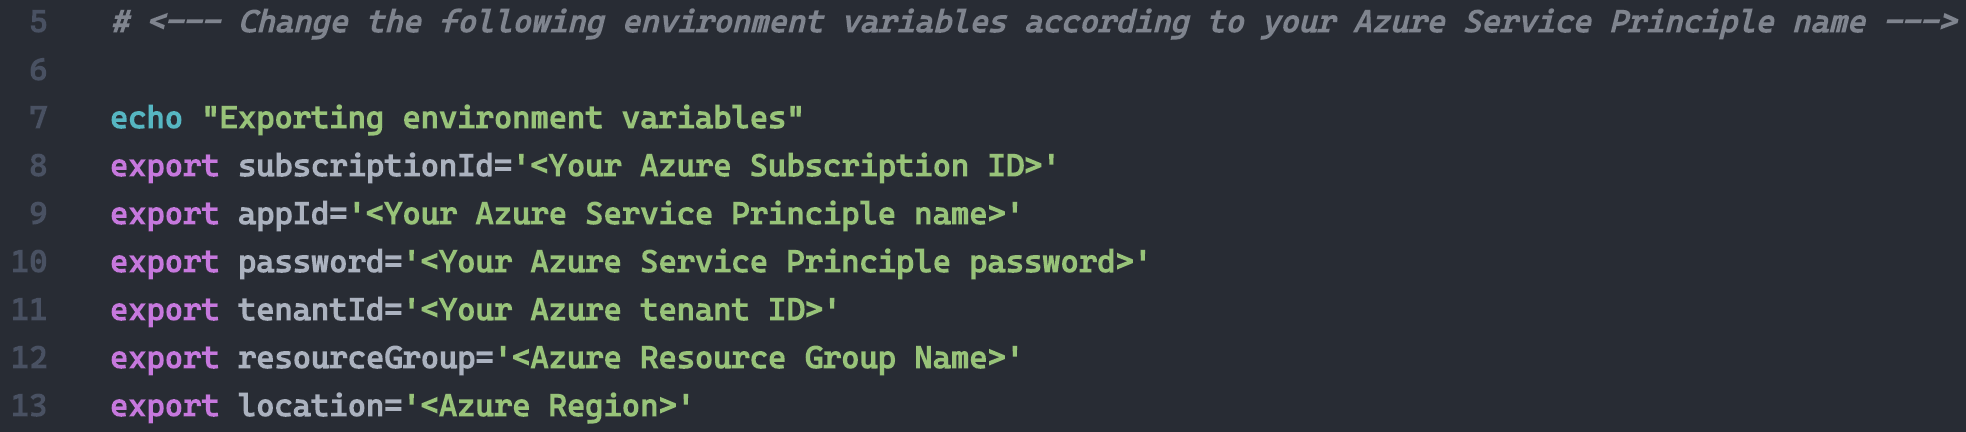 5 # <--- Change the following environment variables according to your Azure Service Principle name --->
6
7 echo "Exporting environment variables"
8 export subscriptionId='<Your Azure Subscription ID>'
9 export appId='<Your Azure Service Principle name>'
10 export password='<Your Azure Service Principle password>'
11 export tenantId='<Your Azure tenant ID>'
12 export resourceGroup='<Azure Resource Group Name>'
13 export location='<Azure Region>'